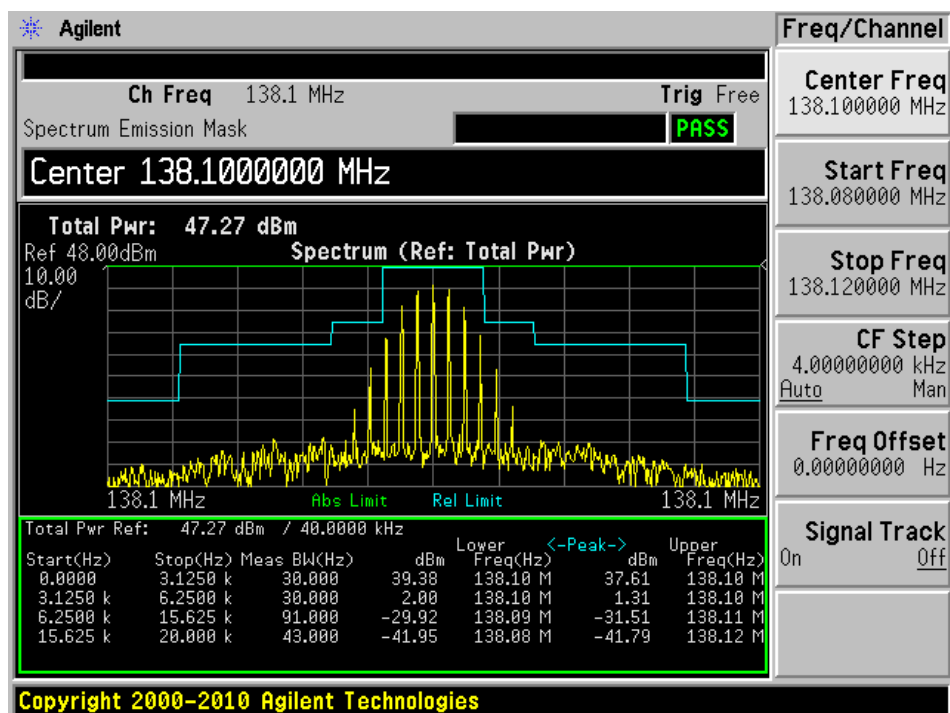 Agilent
Freq/Channel
Ch Freq 138.1 MHz Trig Free
Spectrum Emission Mask PASS
Center 138.1000000 MHz
Total Pwr: 47.27 dBm
Ref 48.00dBm Spectrum (Ref: Total Pwr)
10.00
dB/
138.1 MHz Abs Limit Rel Limit 138.1 MHz
Total Pwr Ref: 47.27 dBm / 40.0000 kHz
Lower <-Peak-> Upper
Start(Hz) Stop(Hz) Meas BW(Hz) dBm Freq(Hz) dBm Freq(Hz)
0.0000 3.1250 k 30.000 39.38 138.10 M 37.61 138.10 M
3.1250 k 6.2500 k 30.000 2.00 138.10 M 1.31 138.10 M
6.2500 k 15.625 k 91.000 -29.92 138.09 M -31.51 138.11 M
15.625 k 20.000 k 43.000 -41.95 138.08 M -41.79 138.12 M
Copyright 2000-2010 Agilent Technologies
Center Freq
138.100000 MHz
Start Freq
138.080000 MHz
Stop Freq
138.120000 MHz
CF Step
4.00000000 kHz
Auto Man
Freq Offset
0.00000000 Hz
Signal Track
On Off